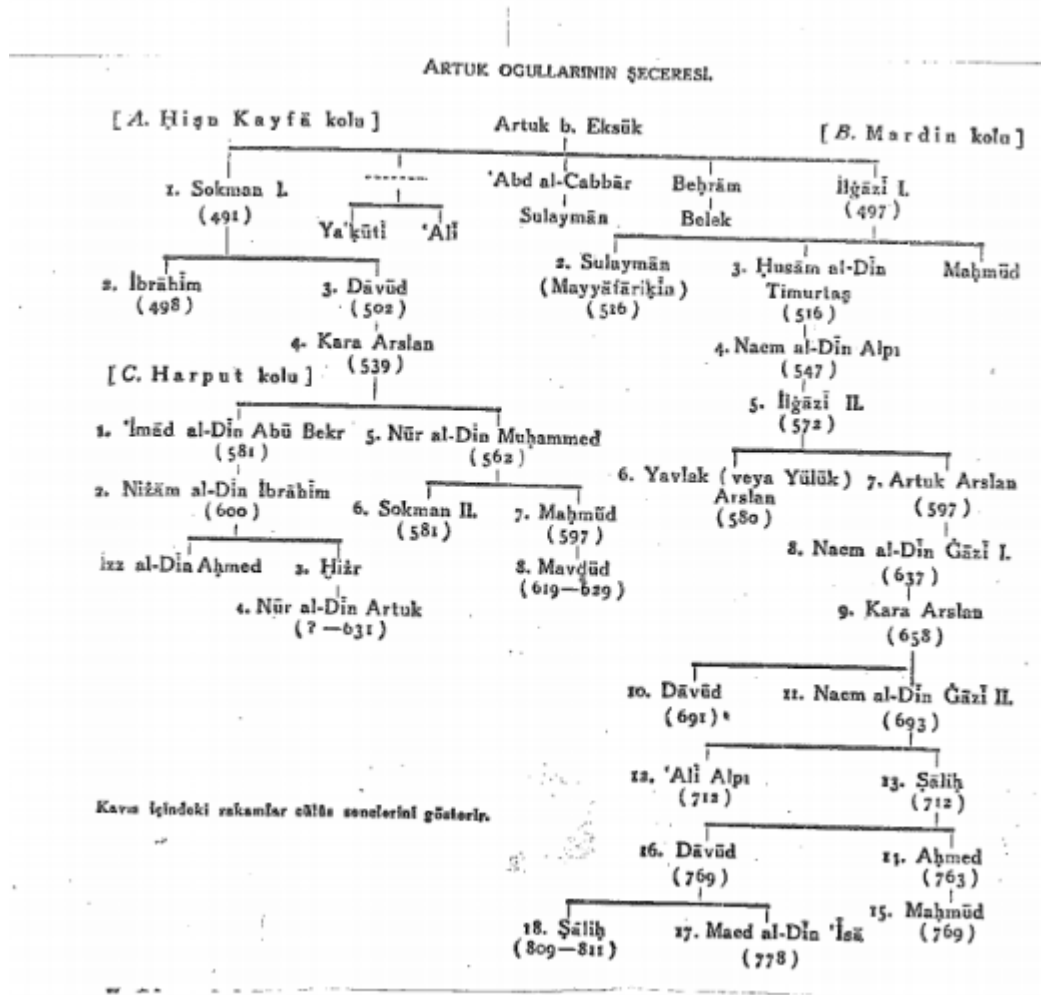 ARTUK OGULLARININ ŞECERESİ.
[A. Ḥiṣn Kayfā kolu]
Artuk b. Eksük
[B. Mardin kolu]
1. Sokman I.
(491)
Ya'ḳūtī
'Alī
'Abd al-Cabbār
Sulaymān
Behrām
Belek
İlġāzī I.
(497)
2. İbrāhīm
(498)
3. Dāvūd
(502)
2. Sulaymān
(Mayyāfāriḳīn)
(516)
3. Ḥusām al-Dīn
Timurtaş
(516)
Maḥmūd
4. Kara Arslan
(539)
4. Naem al-Dīn Alpı
(547)
[C. Harput kolu]
5. İlġāzī II.
(572)
1. 'İmād al-Dīn Abū Bekr
(581)
5. Nūr al-Dīn Muḥammed
(562)
6. Yavlak (veya Yülük)
Arslan
(580)
7. Artuk Arslan
(597)
2. Niẓām al-Dīn İbrāhīm
(600)
6. Sokman II.
(581)
7. Maḥmūd
(597)
8. Naem al-Dīn Ġāzī I.
(637)
İzz al-Dīn Aḥmed
3. Ḫiẓr
8. Mavdūd
(619—629)
4. Nūr al-Dīn Artuk
(?—631)
9. Kara Arslan
(658)
10. Dāvūd
(691)
11. Naem al-Dīn Ġāzī II.
(693)
12. 'Alī Alpı
(712)
13. Ṣāliḥ
(712)
Kavis içindeki rakamlar cülūs senelerini gösterir.
16. Dāvūd
(769)
14. Aḥmed
(763)
18. Ṣāliḥ
(809—811)
17. Maed al-Dīn 'Īsā
(778)
15. Maḥmūd
(769)